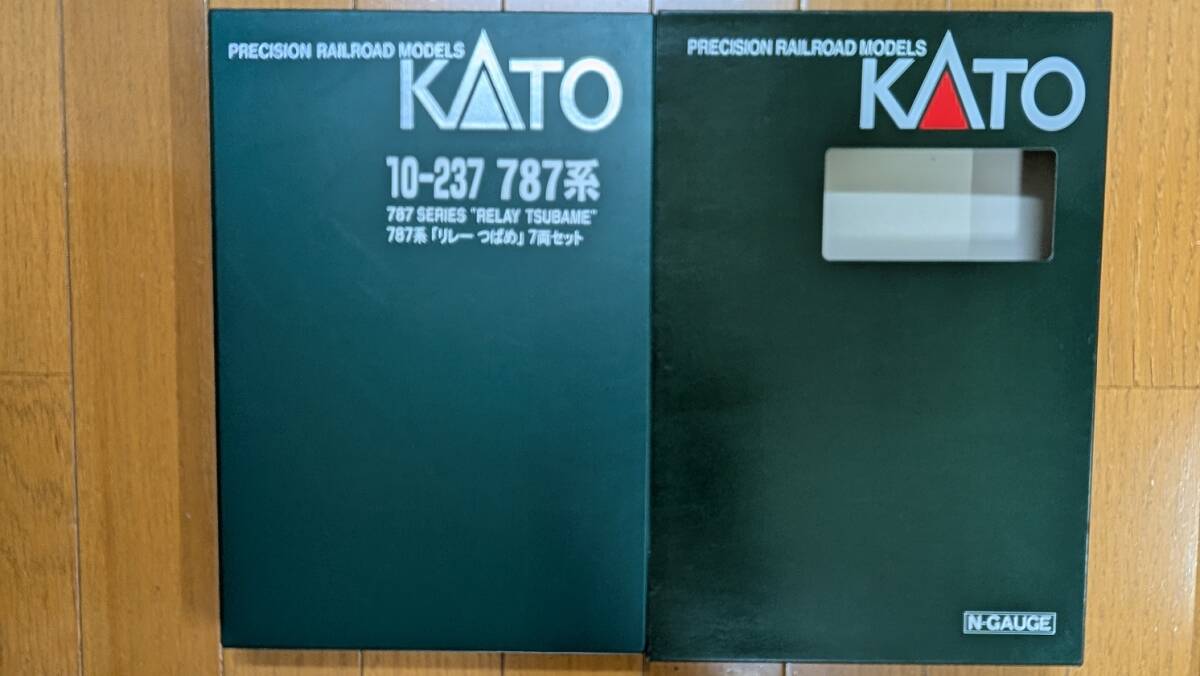 PRECISION RAILROAD MODELS
KATO
10-237 787系
787 SERIES "RELAY TSUBAME"
787系「リレー つばめ」7両セット
PRECISION RAILROAD MODELS
KATO
N-GAUGE